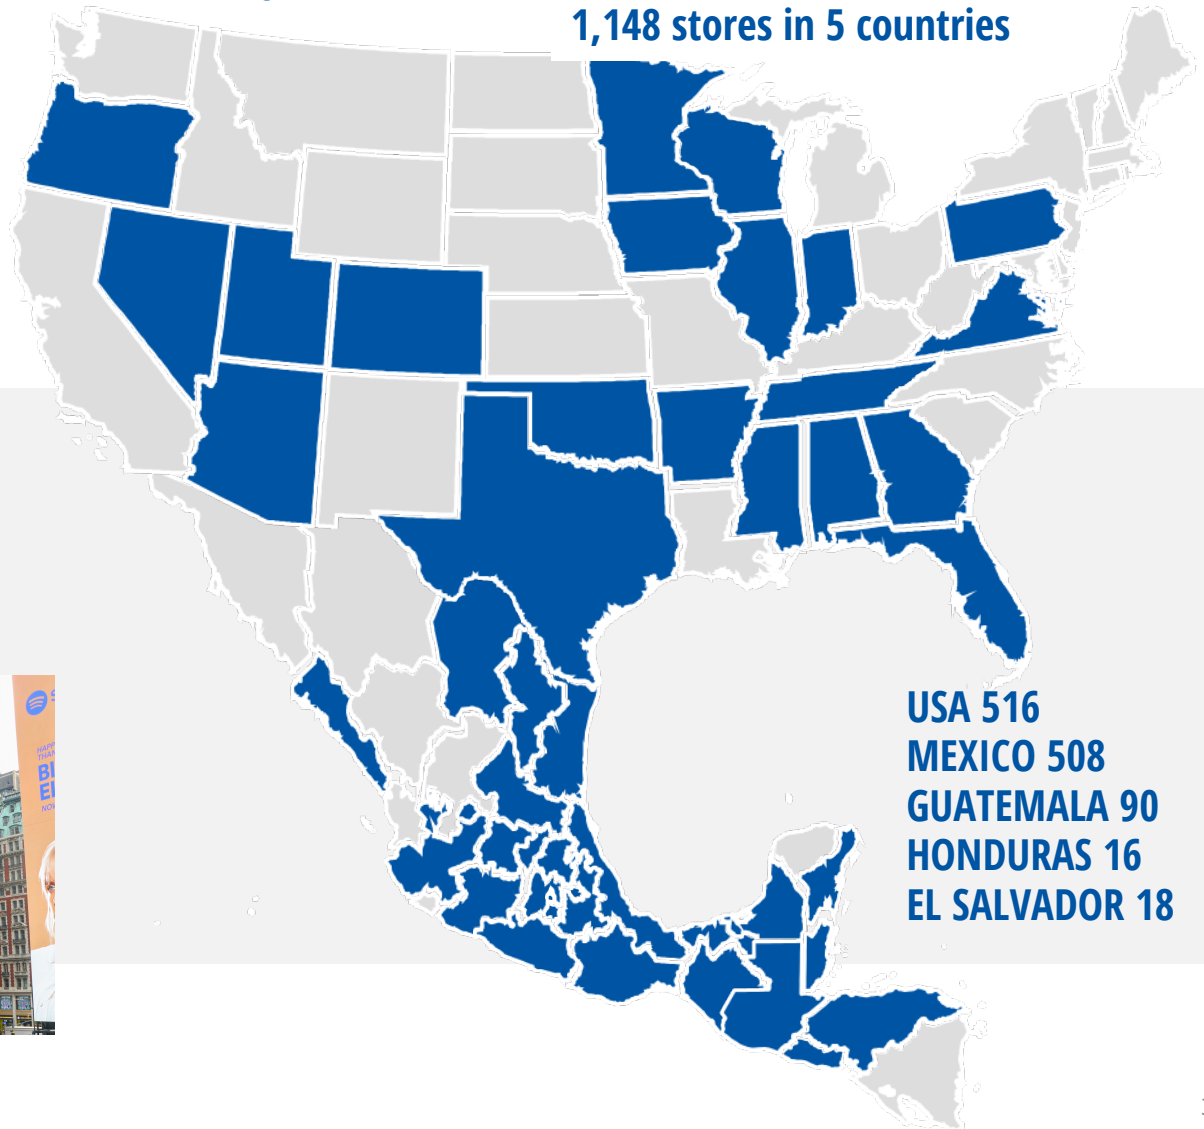 1,148 stores in 5 countries
USA 516
MEXICO 508
GUATEMALA 90
HONDURAS 16
EL SALVADOR 18